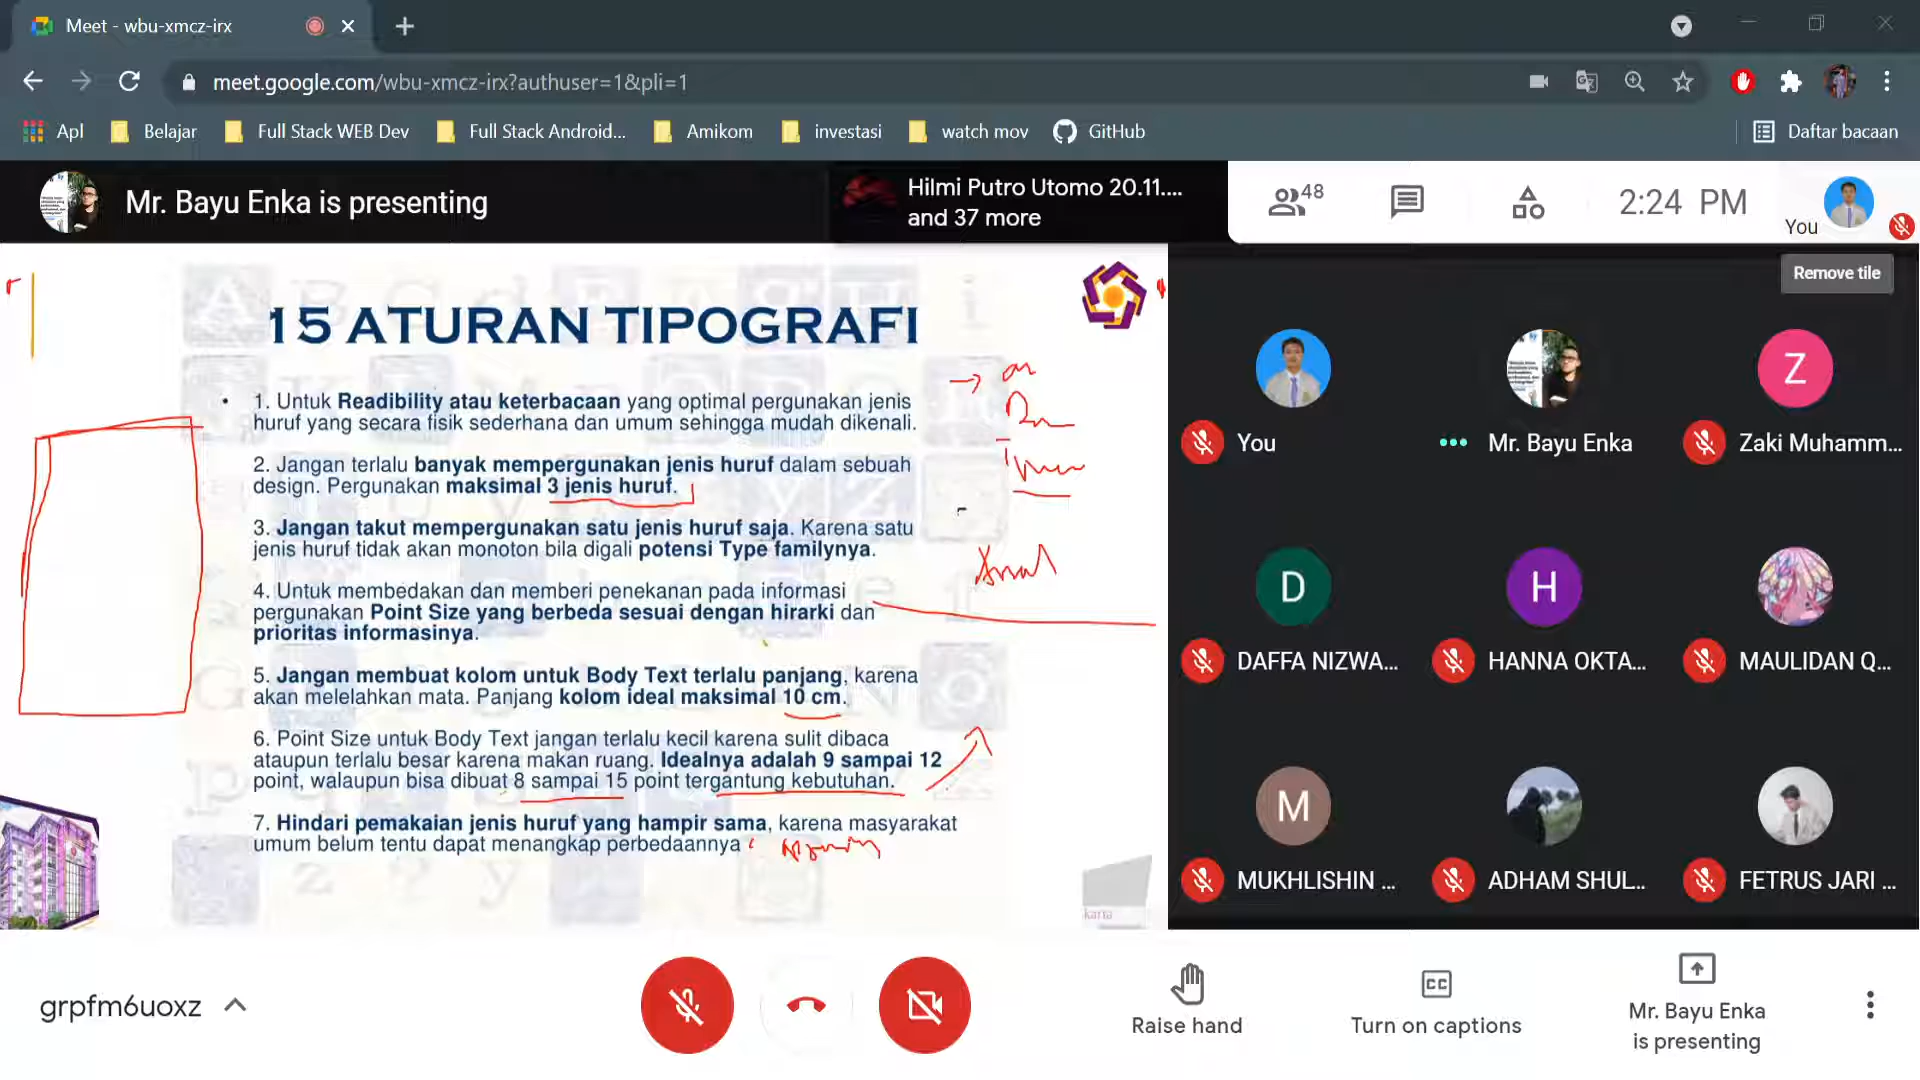 Meet - wbu-xmcz-irx
meet.google.com/wbu-xmcz-irx?authuser=1&pli=1
Apl
Belajar
Full Stack WEB Dev
Full Stack Android...
Amikom
investasi
watch mov
GitHub
Daftar bacaan
Mr. Bayu Enka is presenting
Hilmi Putro Utomo 20.11....
and 37 more
48
2:24 PM
You
Remove tile
15 ATURAN TIPOGRAFI
• 1. Untuk Readibility atau keterbacaan yang optimal pergunakan jenis
huruf yang secara fisik sederhana dan umum sehingga mudah dikenali.
2. Jangan terlalu banyak mempergunakan jenis huruf dalam sebuah
design. Pergunakan maksimal 3 jenis huruf.
3. Jangan takut mempergunakan satu jenis huruf saja. Karena satu
jenis huruf tidak akan monoton bila digali potensi Type familynya.
4. Untuk membedakan dan memberi penekanan pada informasi
pergunakan Point Size yang berbeda sesuai dengan hirarki dan
prioritas informasinya.
5. Jangan membuat kolom untuk Body Text terlalu panjang, karena
akan melelahkan mata. Panjang kolom ideal maksimal 10 cm.
6. Point Size untuk Body Text jangan terlalu kecil karena sulit dibaca
ataupun terlalu besar karena makan ruang. Idealnya adalah 9 sampai 12
point, walaupun bisa dibuat 8 sampai 15 point tergantung kebutuhan.
7. Hindari pemakaian jenis huruf yang hampir sama, karena masyarakat
umum belum tentu dapat menangkap perbedaannya
karta
You
Mr. Bayu Enka
Z
Zaki Muhamm...
D
DAFFA NIZWA...
H
HANNA OKTA...
MAULIDAN Q...
M
MUKHLISHIN ...
ADHAM SHUL...
FETRUS JARI ...
grpfm6uoxz
Raise hand
CC
Turn on captions
Mr. Bayu Enka
is presenting